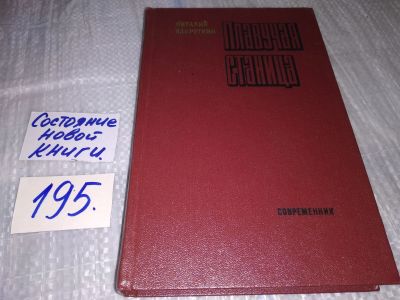 Состояние
новой
книги.
195.
ВИТАЛИЙ
ЗАКРУТКИН
Плавучая
станица
СОВРЕМЕННИК